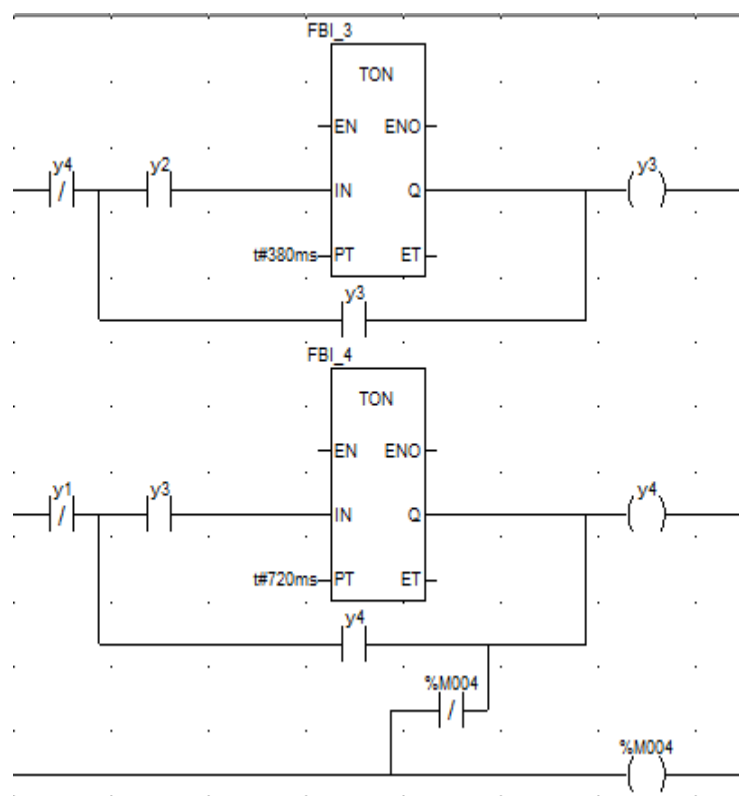 FBI_3
TON
EN ENO
y4 y2 y3
IN Q
t#380ms PT ET
y3
FBI_4
TON
EN ENO
y1 y3 y4
IN Q
t#720ms PT ET
y4
%M004
%M004